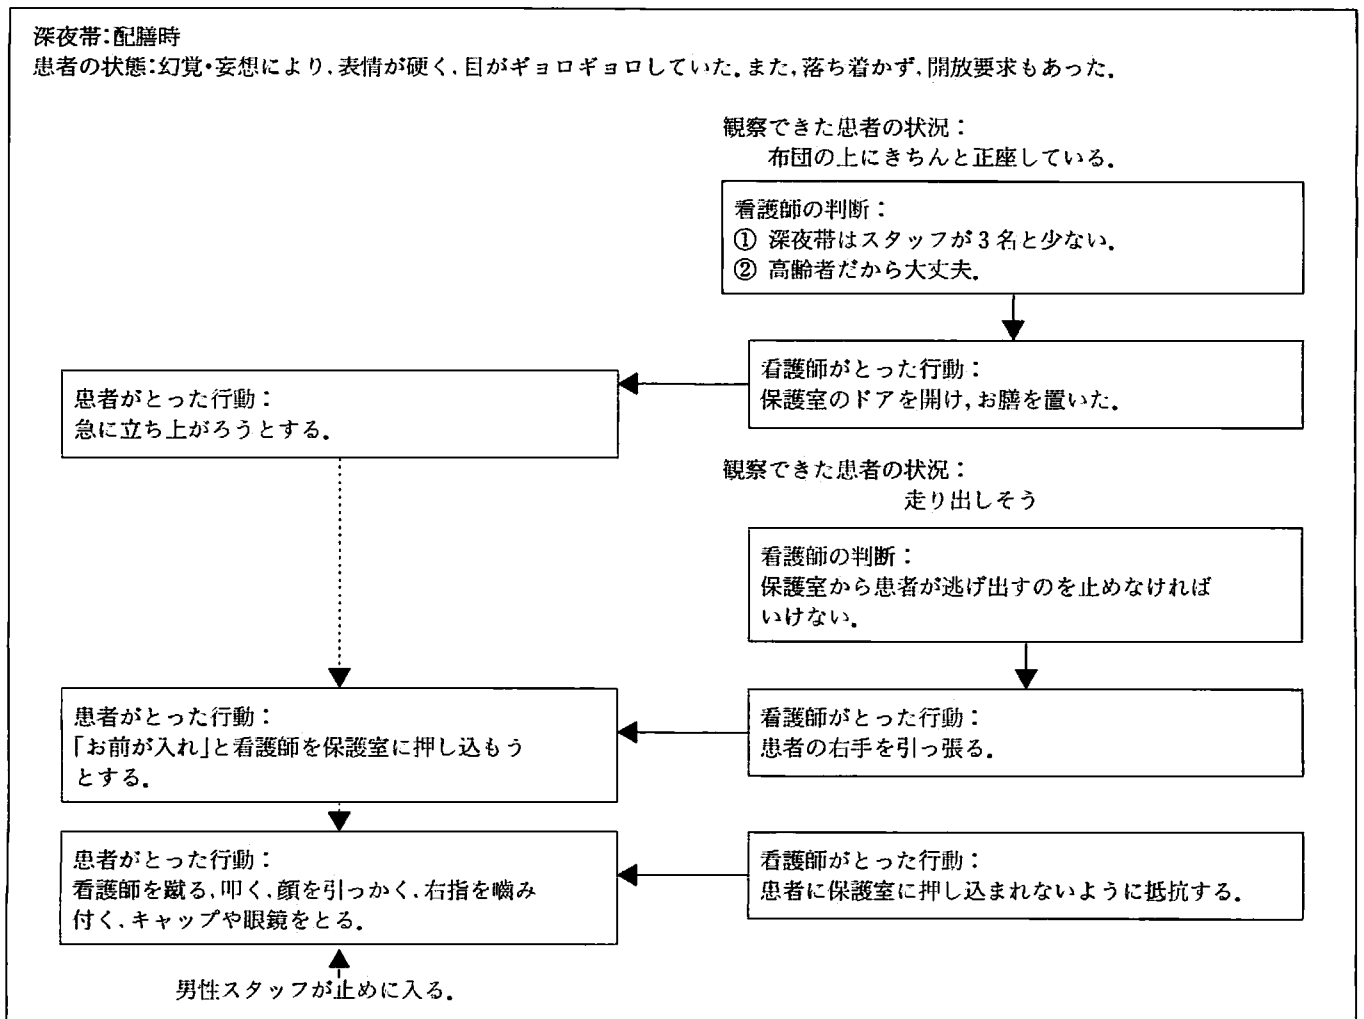 深夜帯：配膳時
患者の状態：幻覚・妄想により，表情が硬く，目がギョロギョロしていた．また，落ち着かず，開放要求もあった．
観察できた患者の状況：
布団の上にきちんと正座している．
看護師の判断：
① 深夜帯はスタッフが3名と少ない．
② 高齢者だから大丈夫．
看護師がとった行動：
保護室のドアを開け，お膳を置いた．
患者がとった行動：
急に立ち上がろうとする．
観察できた患者の状況：
走り出しそう
看護師の判断：
保護室から患者が逃げ出すのを止めなければ
いけない．
看護師がとった行動：
患者の右手を引っ張る．
患者がとった行動：
「お前が入れ」と看護師を保護室に押し込もう
とする．
看護師がとった行動：
患者に保護室に押し込まれないように抵抗する．
患者がとった行動：
看護師を蹴る，叩く，顔を引っかく，右指を噛み
付く，キャップや眼鏡をとる．
男性スタッフが止めに入る．